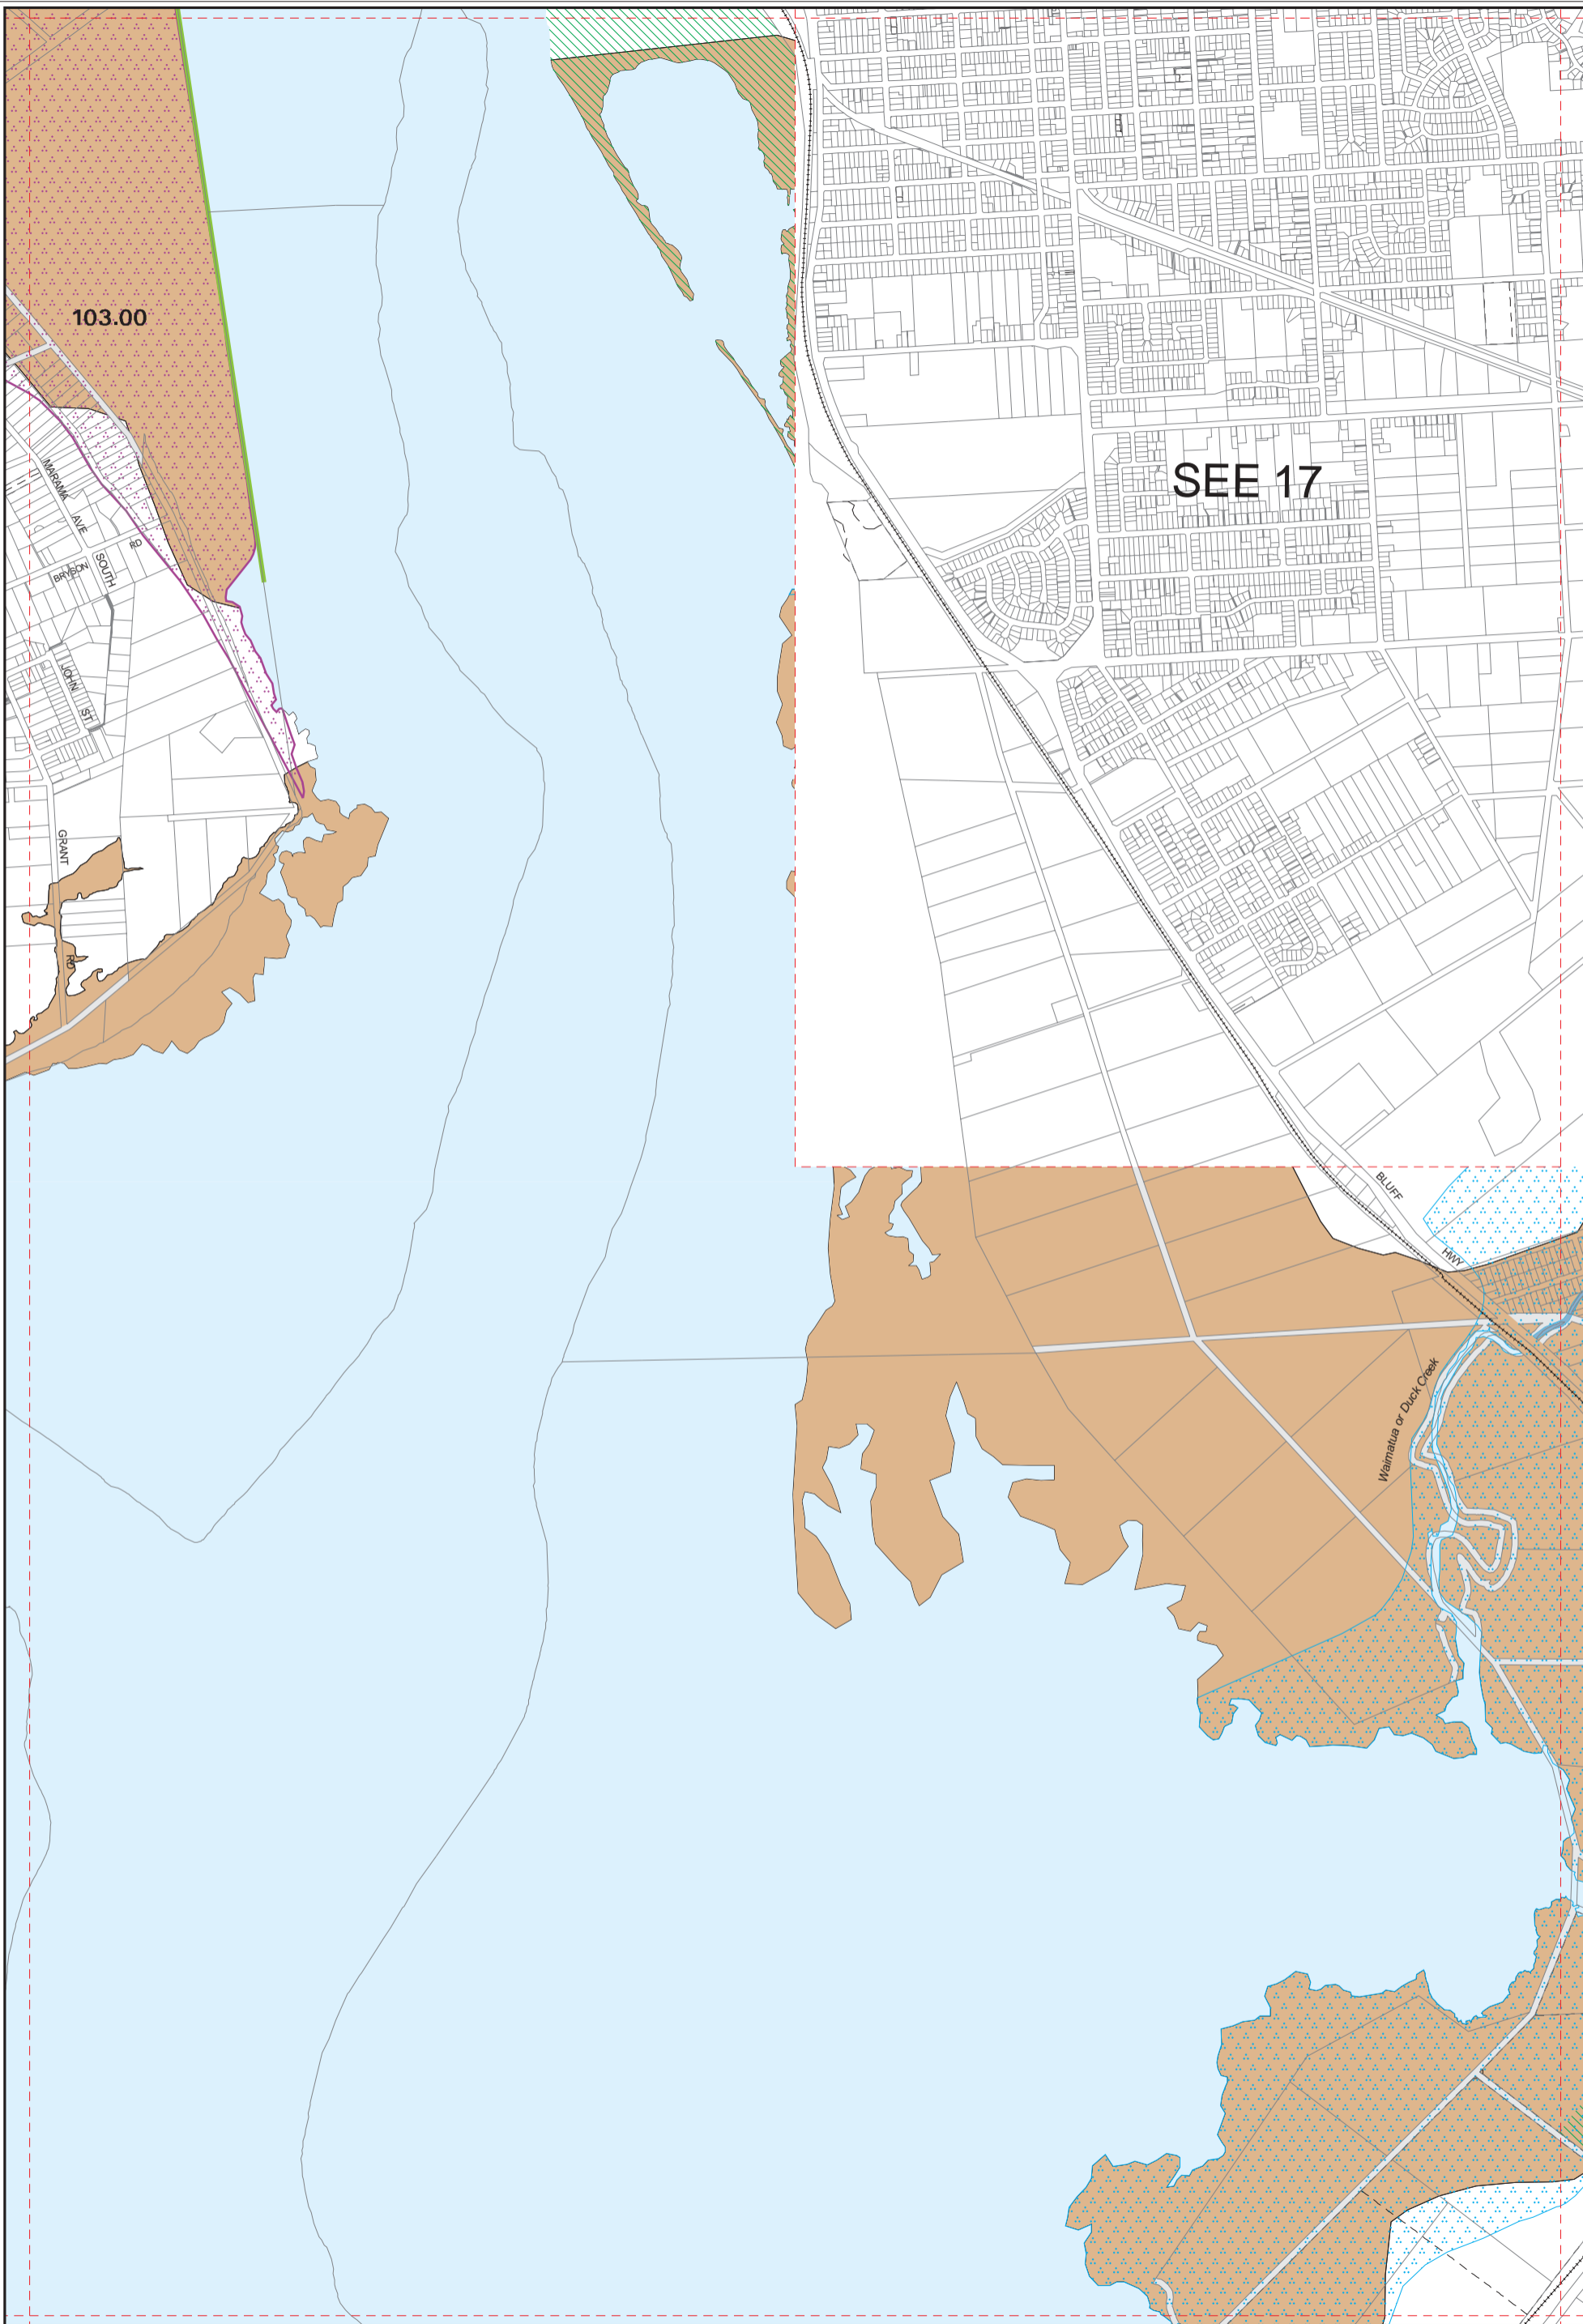 103.00
SEE 17
MARAMA
AVE
SOUTH
RD
BRYSON
JOHN
ST
GRANT
RD
BLUFF
HWY
Waimatua or Duck Creek